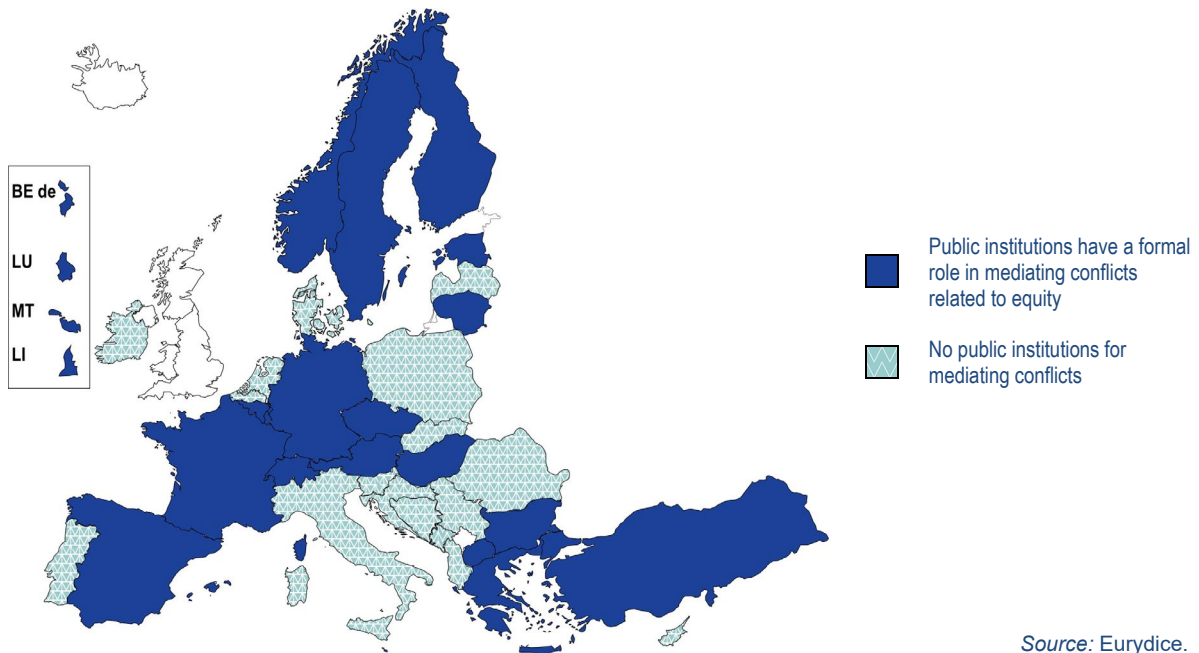 BE de
LU
MT
LI
Public institutions have a formal
role in mediating conflicts
related to equity
No public institutions for
mediating conflicts
Source: Eurydice.